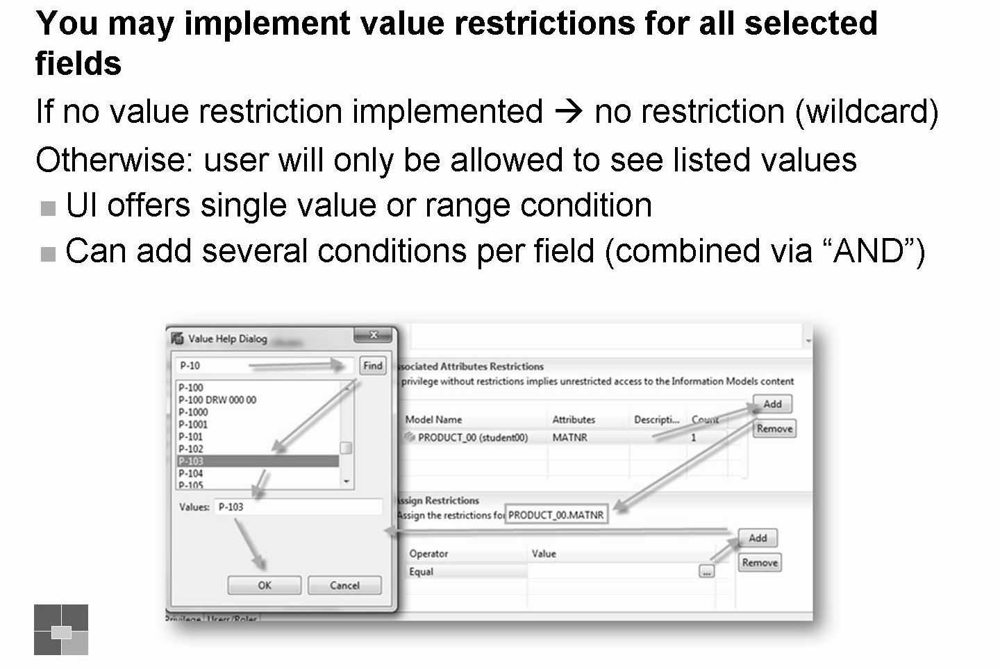 You may implement value restrictions for all selected
fields
If no value restriction implemented → no restriction (wildcard)
Otherwise: user will only be allowed to see listed values
UI offers single value or range condition
Can add several conditions per field (combined via “AND”)
Value Help Dialog
P-10
Find
P-100
P-100 DRW 000 00
P-1000
P-1001
P-101
P-102
P-103
P-104
P-105
Values: P-103
OK Cancel
ssociated Attributes Restrictions
privilege without restrictions implies unrestricted access to the Information Models content
Add
Model Name Attributes Descripti... Count
Remove
PRODUCT_00 (student00) MATNR 1
ssign Restrictions
Assign the restrictions for PRODUCT_00.MATNR
Add
Operator Value
Remove
Equal ...
Privilege Users/Roles